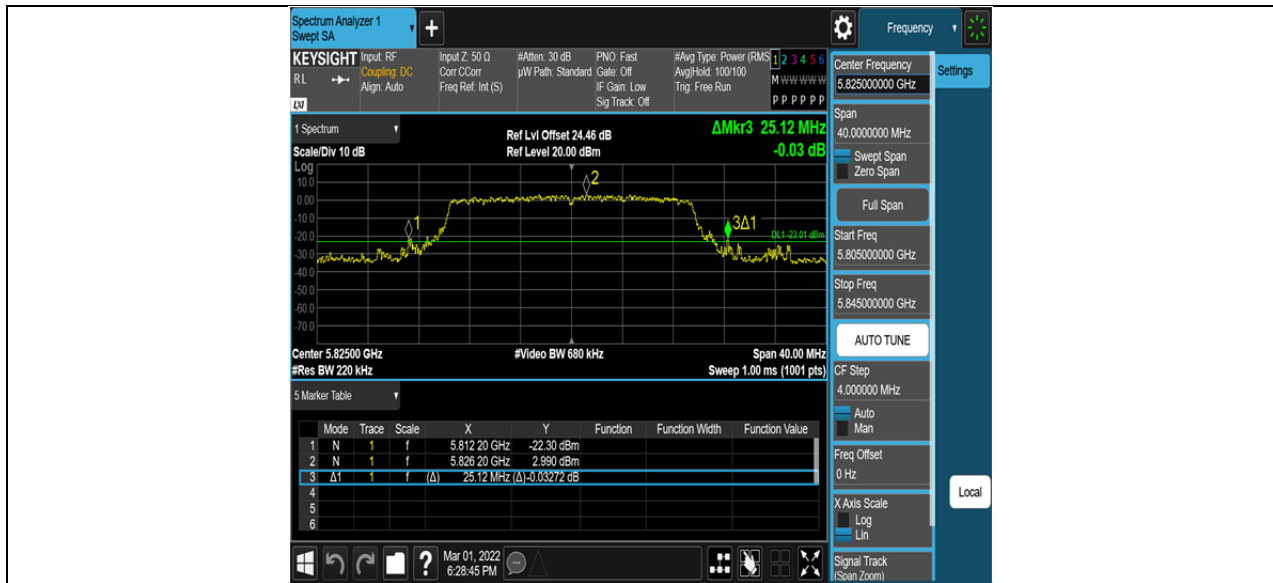 Spectrum Analyzer 1
Swept SA
+
Frequency
KEYSIGHT
RL
LXI
Input: RF
Coupling: DC
Align: Auto
Input Z: 50 Ω
Corr CCorr
Freq Ref: Int (S)
#Atten: 30 dB
µW Path: Standard
PNO: Fast
Gate: Off
IF Gain: Low
Sig Track: Off
#Avg Type: Power (RMS
Avg|Hold: 100/100
Trig: Free Run
1 2 3 4 5 6
M W W W W W
P P P P P P
1 Spectrum
Scale/Div 10 dB
Ref Lvl Offset 24.46 dB
Ref Level 20.00 dBm
ΔMkr3 25.12 MHz
-0.03 dB
Log
10.0
0.00
-10.0
-20.0
-30.0
-40.0
-50.0
-60.0
-70.0
1
2
3Δ1
DL1 -23.01 dBm
Center 5.82500 GHz
#Res BW 220 kHz
#Video BW 680 kHz
Span 40.00 MHz
Sweep 1.00 ms (1001 pts)
5 Marker Table
Mode Trace Scale X Y Function Function Width Function Value
1 N 1 f 5.812 20 GHz -22.30 dBm
2 N 1 f 5.826 20 GHz 2.990 dBm
3 Δ1 1 f (Δ) 25.12 MHz (Δ)-0.03272 dB
4
5
6
?
Mar 01, 2022
6:28:45 PM
Center Frequency
5.825000000 GHz
Span
40.0000000 MHz
Swept Span
Zero Span
Full Span
Start Freq
5.805000000 GHz
Stop Freq
5.845000000 GHz
AUTO TUNE
CF Step
4.000000 MHz
Auto
Man
Freq Offset
0 Hz
X Axis Scale
Log
Lin
Signal Track
(Span Zoom)
Settings
Local